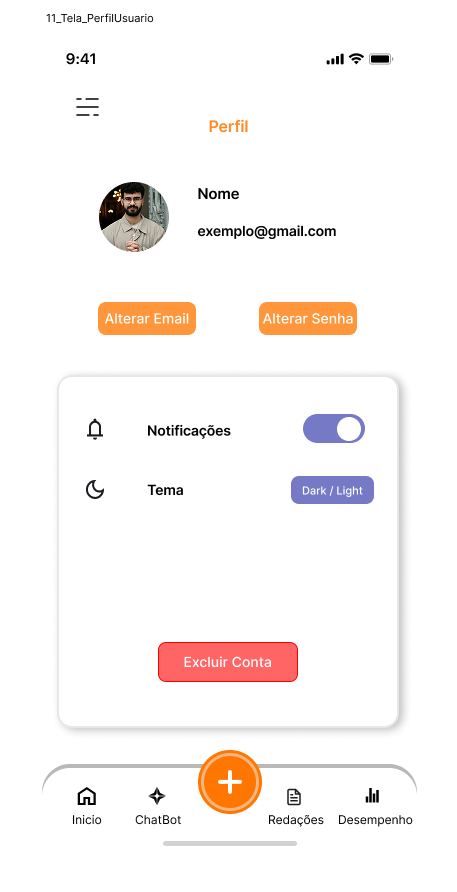 11_Tela_PerfilUsuario
9:41
Perfil
Nome
exemplo@gmail.com
Alterar Email
Alterar Senha
Notificações
Tema
Dark / Light
Excluir Conta
Inicio
ChatBot
Redações
Desempenho